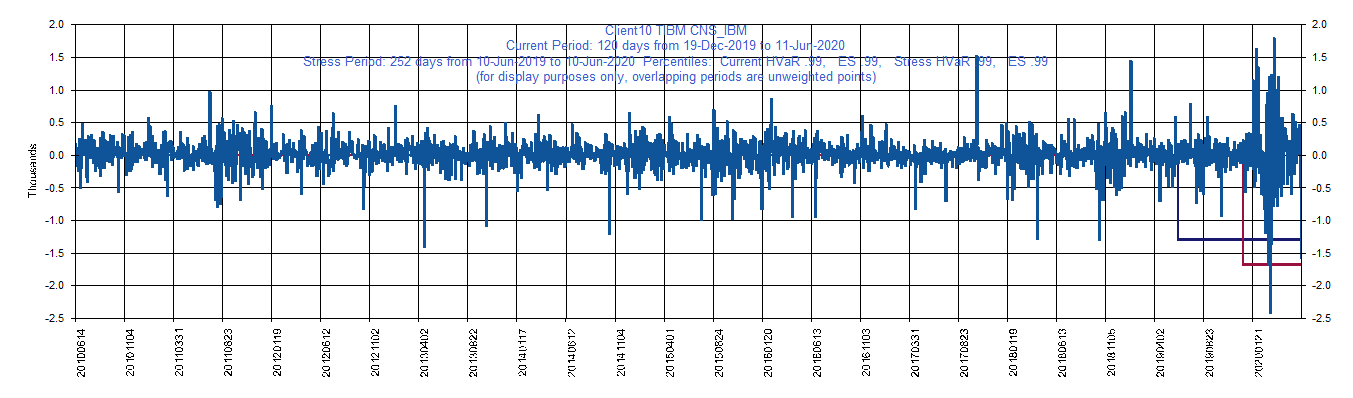 Client10 TIBM CNS_IBM
Current Period: 120 days from 19-Dec-2019 to 11-Jun-2020
Stress Period: 252 days from 10-Jun-2019 to 10-Jun-2020 Percentiles: Current HVaR .99, ES .99, Stress HVaR .99, ES .99
(for display purposes only, overlapping periods are unweighted points)
2.0 2.0
1.5 1.5
1.0 1.0
0.5 0.5
0.0 0.0
-0.5 -0.5
-1.0 -1.0
-1.5 -1.5
-2.0 -2.0
-2.5 -2.5
Thousands
20100614 20101104 20110331 20110823 20120119 20120612 20121102 20130402 20130822 20140117 20140612 20141104 20150401 20150824 20160120 20160613 20161103 20170331 20170823 20180119 20180613 20181105 20190402 20190823 20200121